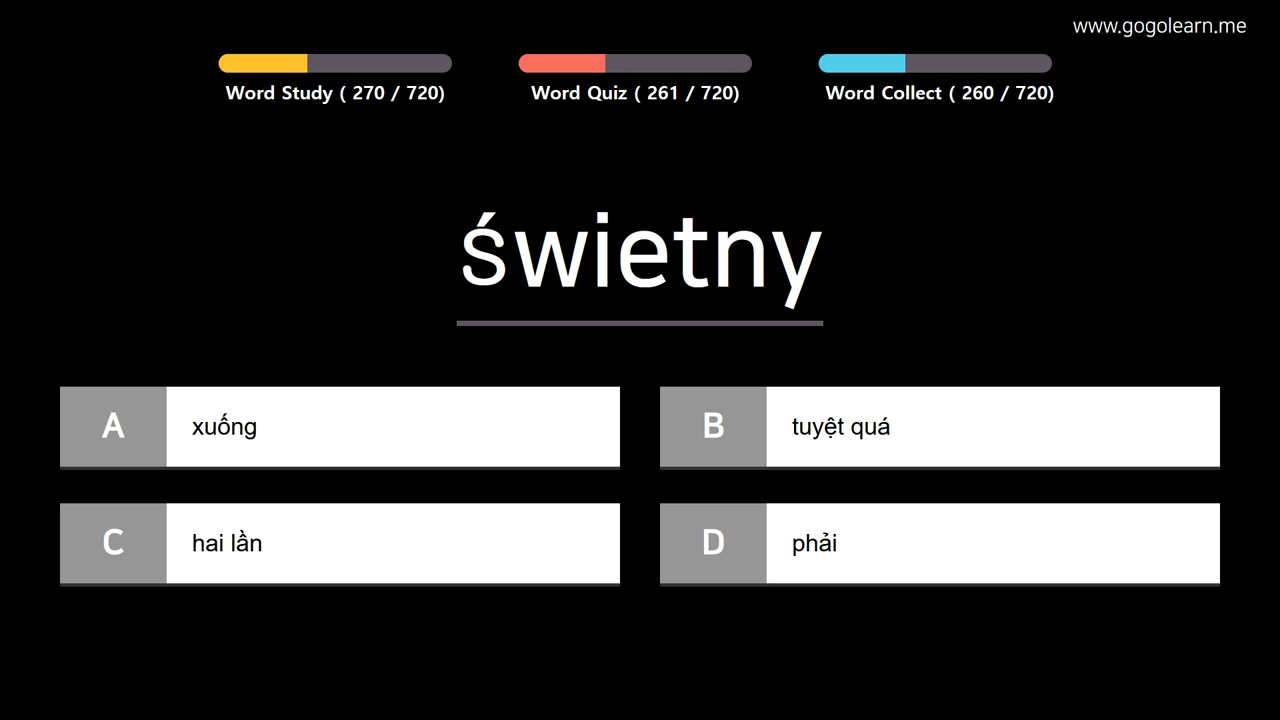 www.gogolearn.me
Word Study ( 270 / 720)
Word Quiz ( 261 / 720)
Word Collect ( 260 / 720)
świetny
A xuống
B tuyệt quá
C hai lần
D phải